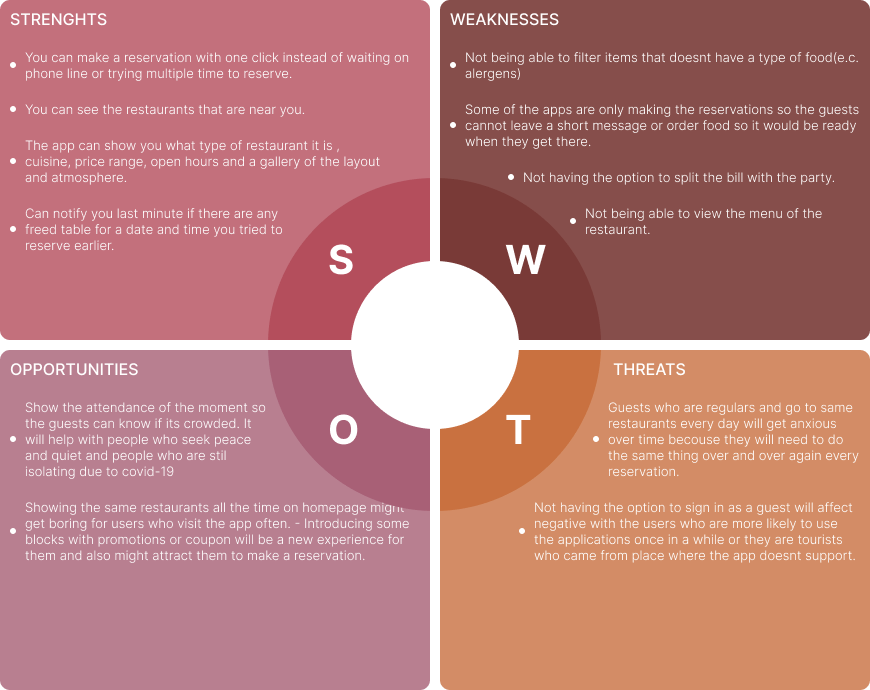 STRENGHTS
You can make a reservation with one click instead of waiting on
phone line or trying multiple time to reserve.
You can see the restaurants that are near you.
The app can show you what type of restaurant it is ,
cuisine, price range, open hours and a gallery of the layout
and atmosphere.
Can notify you last minute if there are any
freed table for a date and time you tried to
reserve earlier.
S
WEAKNESSES
Not being able to filter items that doesnt have a type of food(e.c.
alergens)
Some of the apps are only making the reservations so the guests
cannot leave a short message or order food so it would be ready
when they get there.
Not having the option to split the bill with the party.
Not being able to view the menu of the
restaurant.
W
OPPORTUNITIES
Show the attendance of the moment so
the guests can know if its crowded. It
will help with people who seek peace
and quiet and people who are stil
isolating due to covid-19
Showing the same restaurants all the time on homepage might
get boring for users who visit the app often. - Introducing some
blocks with promotions or coupon will be a new experience for
them and also might attract them to make a reservation.
O
THREATS
Guests who are regulars and go to same
restaurants every day will get anxious
over time becouse they will need to do
the same thing over and over again every
reservation.
Not having the option to sign in as a guest will affect
negative with the users who are more likely to use
the applications once in a while or they are tourists
who came from place where the app doesnt support.
T